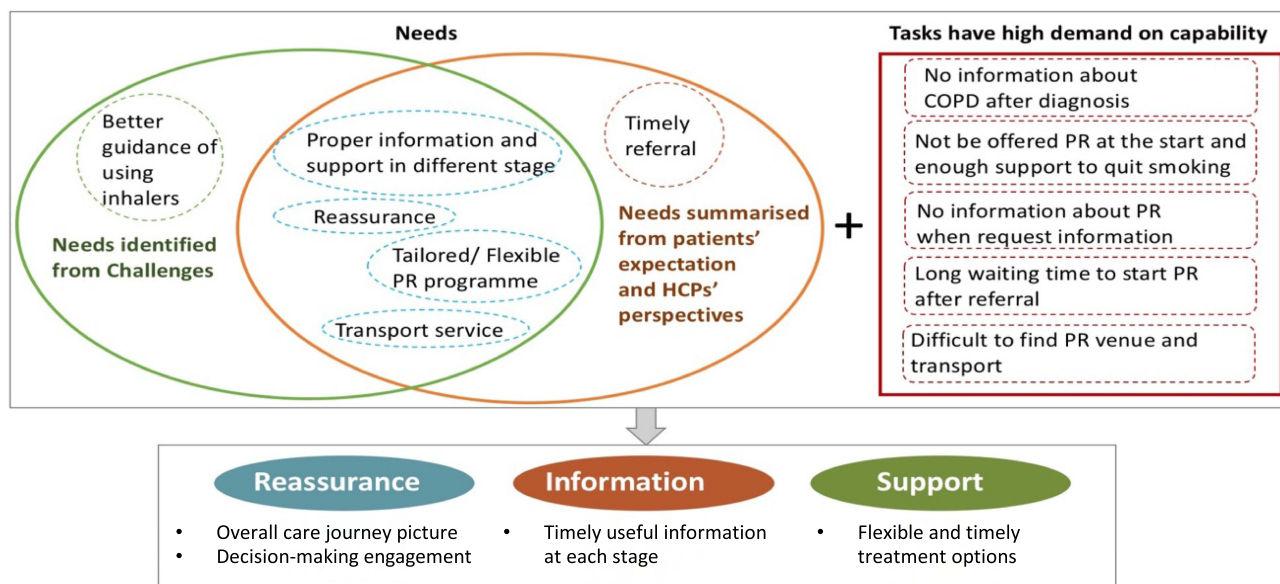 Needs
Tasks have high demand on capability
Better
guidance of
using
inhalers
Needs identified
from Challenges
Proper information and
support in different stage
Reassurance
Tailored/ Flexible
PR programme
Transport service
Timely
referral
Needs summarised
from patients’
expectation
and HCPs’
perspectives
+
No information about
COPD after diagnosis
Not be offered PR at the start and
enough support to quit smoking
No information about PR
when request information
Long waiting time to start PR
after referral
Difficult to find PR venue and
transport
Reassurance
• Overall care journey picture
• Decision-making engagement
Information
• Timely useful information
at each stage
Support
• Flexible and timely
treatment options